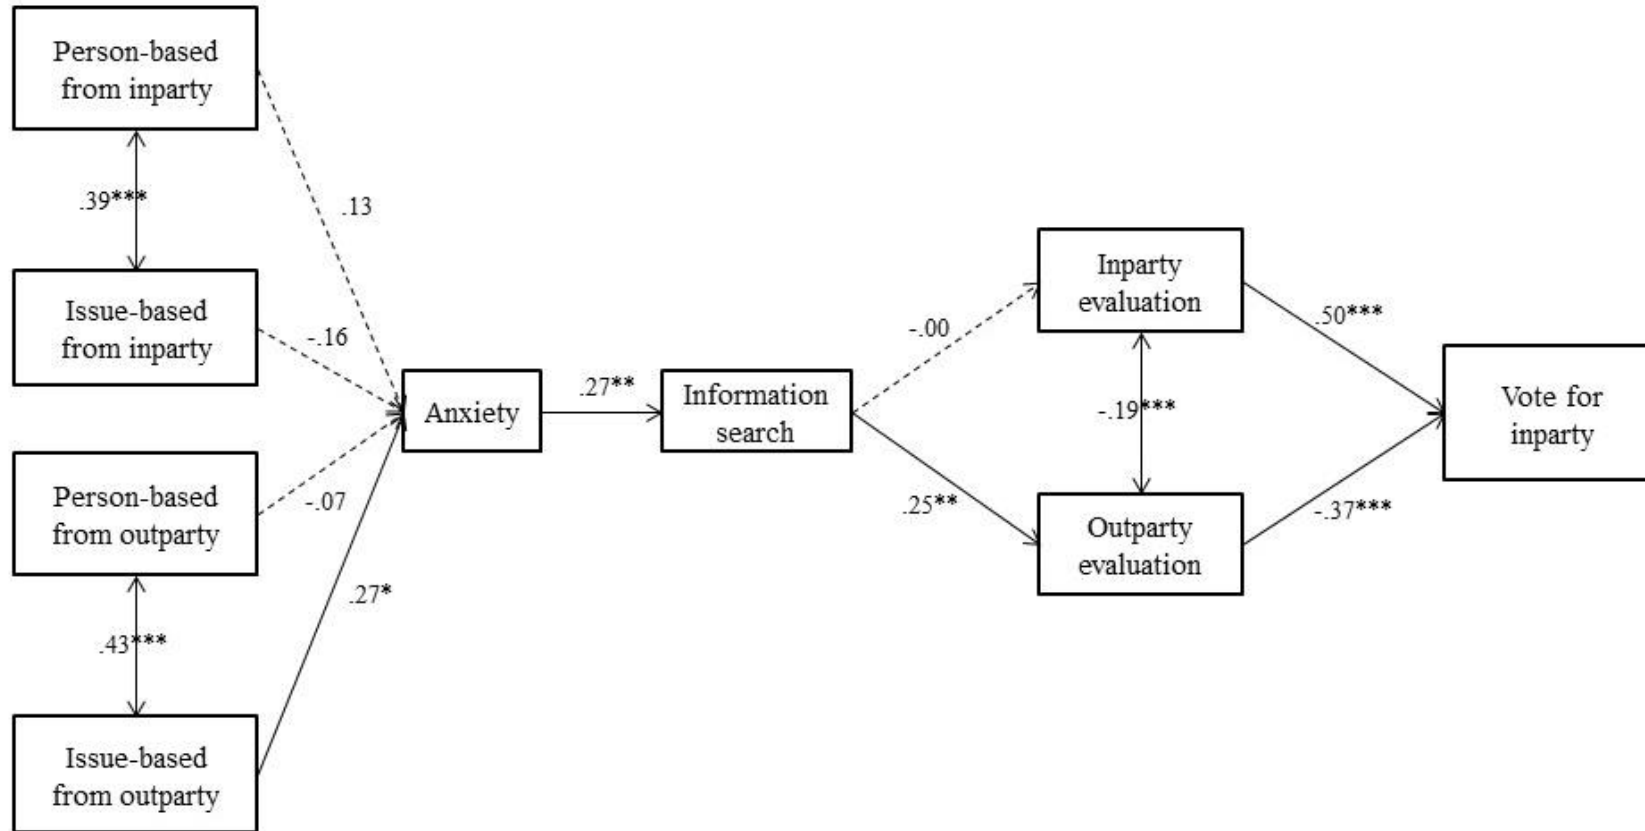 Person-based
from inparty
.39***
.13
Issue-based
from inparty
-.16
Person-based
from outparty
-.07
.43***
.27*
Issue-based
from outparty
Anxiety
.27**
Information
search
-.00
.25**
Inparty
evaluation
-.19***
Outparty
evaluation
.50***
-.37***
Vote for
inparty